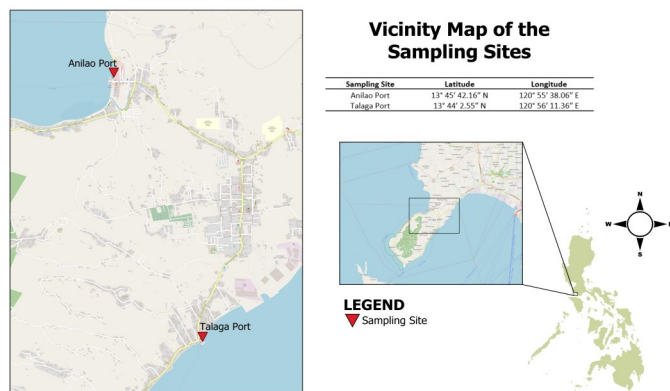 Vicinity Map of the
Sampling Sites
Sampling Site Latitude Longitude
Anilao Port 13° 45′ 42.16″ N 120° 55′ 38.06″ E
Talaga Port 13° 44′ 2.55″ N 120° 56′ 11.36″ E
Anilao Port
Talaga Port
LEGEND
Sampling Site
N
W
E
S